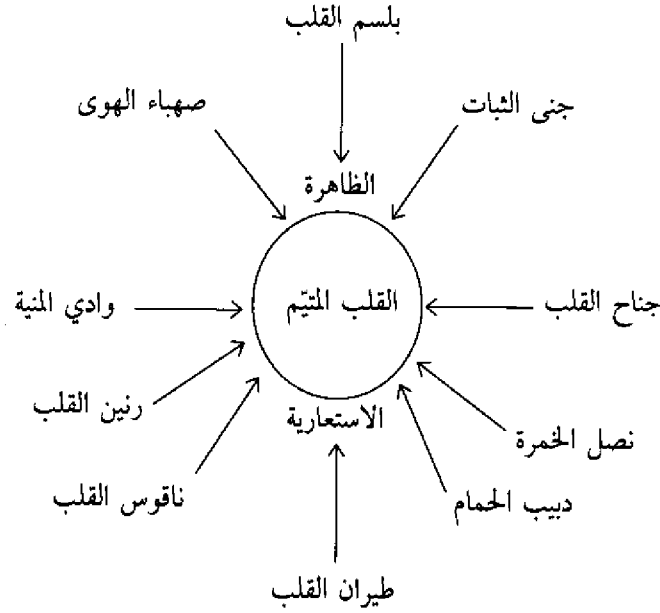 بلسم القلب
جنى الثبات
صهباء الهوى
الظاهرة
جناح القلب
القلب المتيّم
وادي المنية
رنين القلب
الاستعارية
نصل الخمرة
ناقوس القلب
دبيب الحمام
طيران القلب